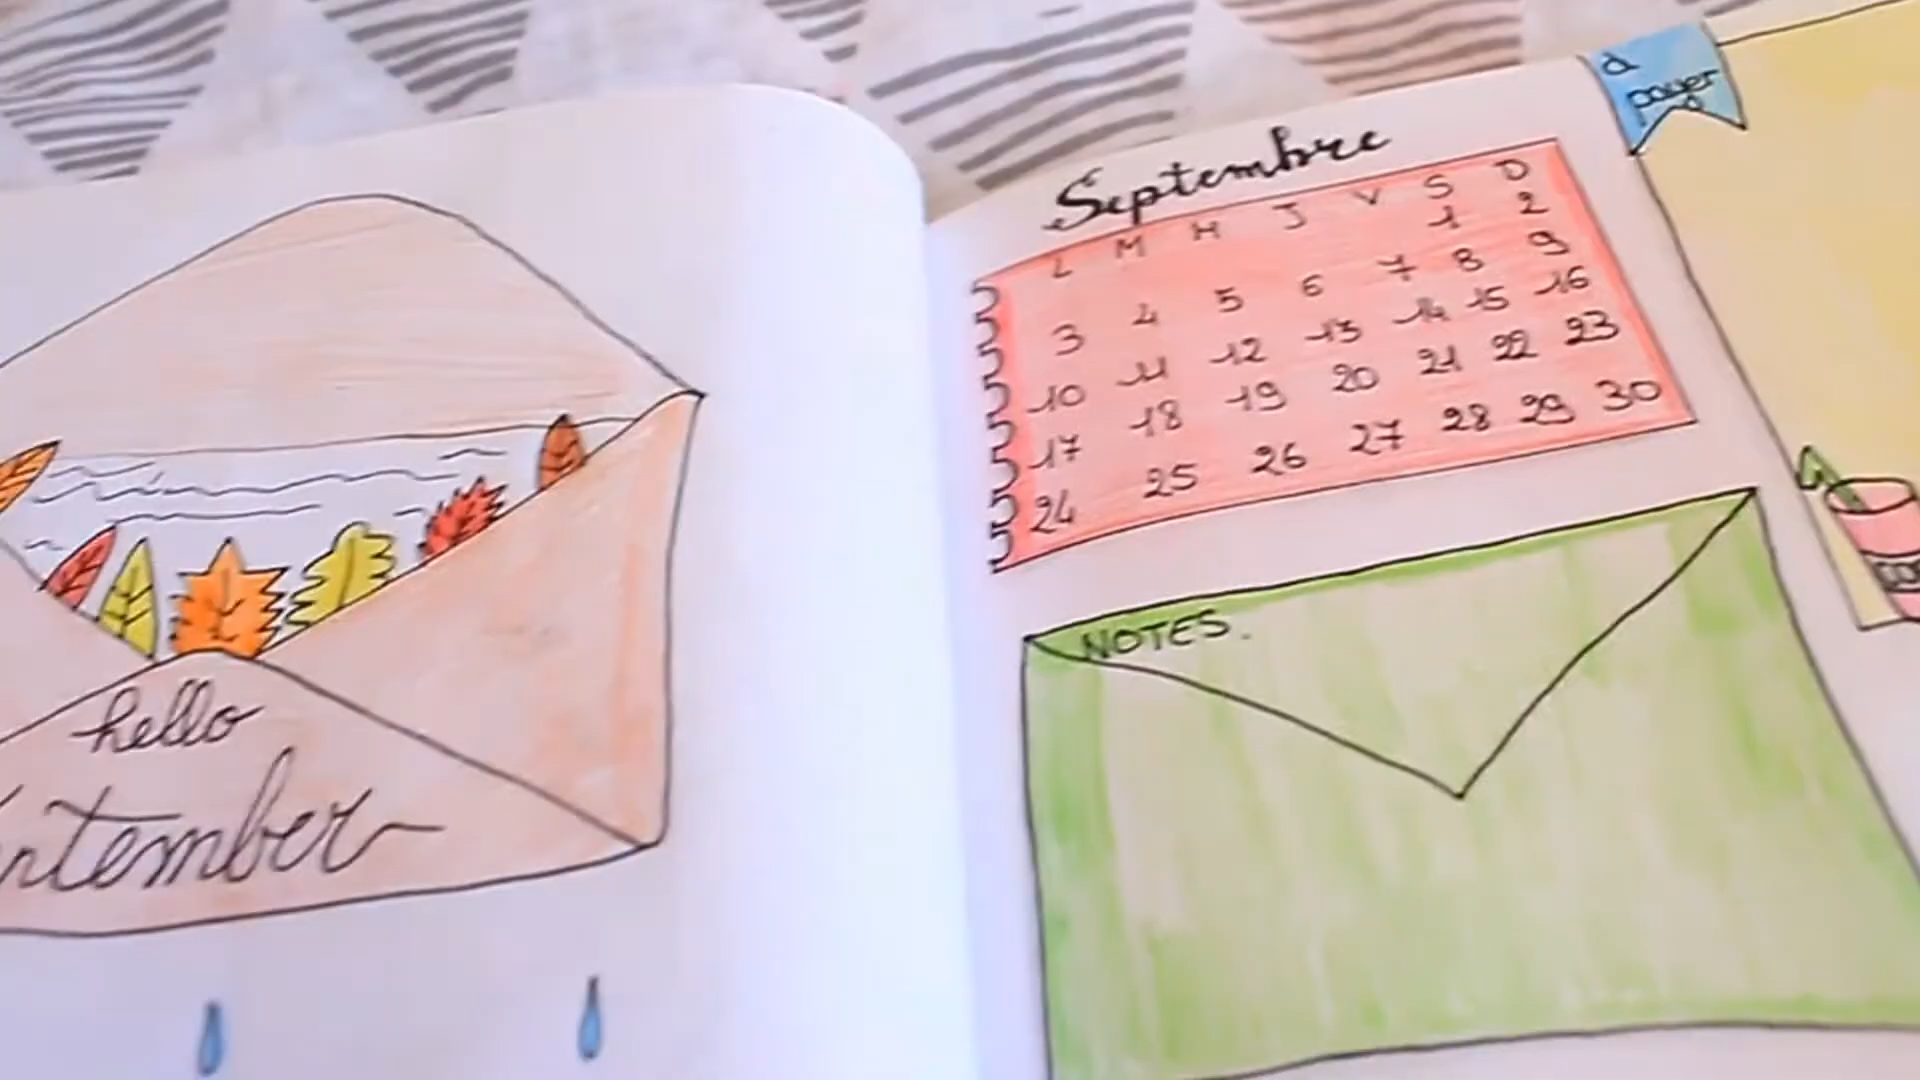 hello
Septembre
L M M J V S D
1 2
3 4 5 6 7 8 9
10 11 12 13 14 15 16
17 18 19 20 21 22 23
24 25 26 27 28 29 30
NOTES.
à
payer